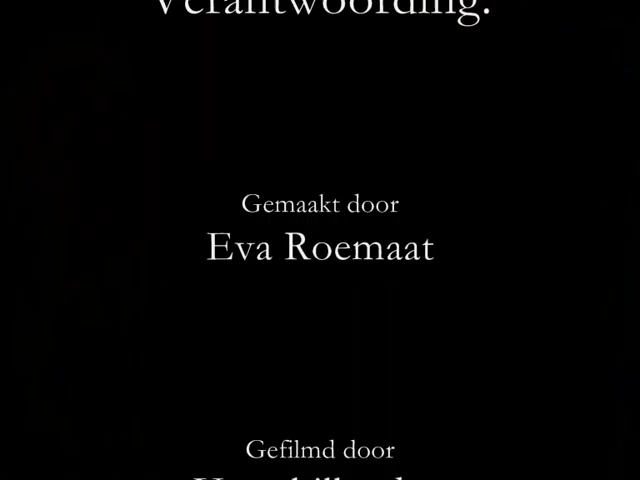 Verantwoording.
Gemaakt door
Eva Roemaat
Gefilmd door